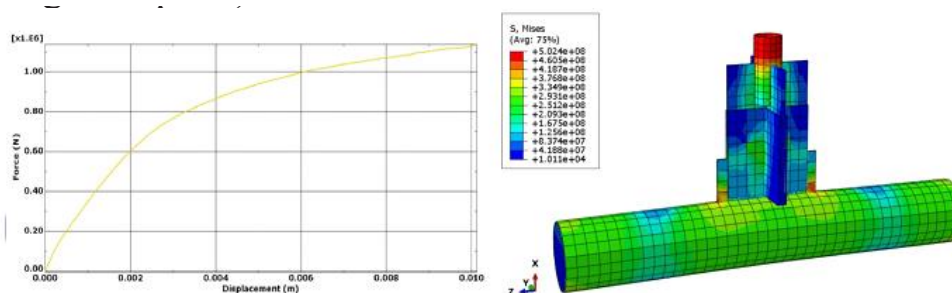 [x1.E6]
1.00
0.80
0.60
0.40
0.20
0.00
Force (N)
0.000 0.002 0.004 0.006 0.008 0.010
Displacement (m)
S, Mises
(Avg: 75%)
+5.024e+08
+4.605e+08
+4.187e+08
+3.768e+08
+3.349e+08
+2.931e+08
+2.512e+08
+2.093e+08
+1.675e+08
+1.256e+08
+8.374e+07
+4.188e+07
+1.011e+04
X
Y
Z